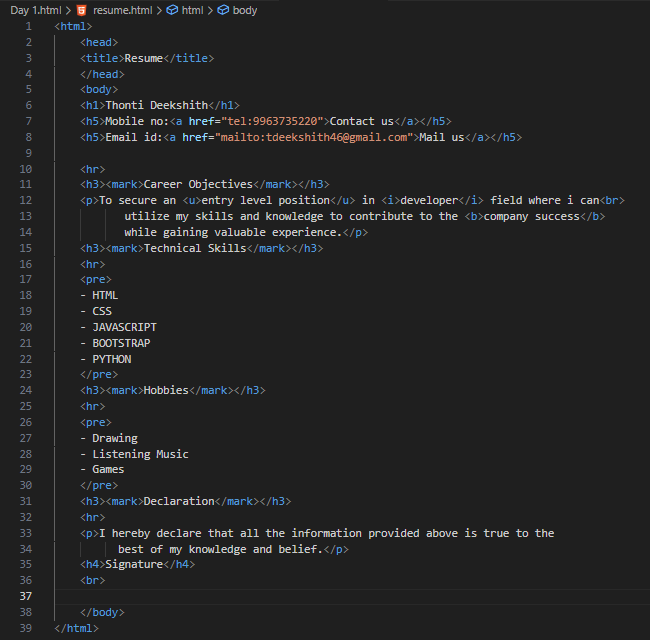 Day 1.html > resume.html > html > body
1 <html>
2 <head>
3 <title>Resume</title>
4 </head>
5 <body>
6 <h1>Thonti Deekshith</h1>
7 <h5>Mobile no:<a href="tel:9963735220">Contact us</a></h5>
8 <h5>Email id:<a href="mailto:tdeekshith46@gmail.com">Mail us</a></h5>
9
10 <hr>
11 <h3><mark>Career Objectives</mark></h3>
12 <p>To secure an <u>entry level position</u> in <i>developer</i> field where i can<br>
13 utilize my skills and knowledge to contribute to the <b>company success</b>
14 while gaining valuable experience.</p>
15 <h3><mark>Technical Skills</mark></h3>
16 <hr>
17 <pre>
18 - HTML
19 - CSS
20 - JAVASCRIPT
21 - BOOTSTRAP
22 - PYTHON
23 </pre>
24 <h3><mark>Hobbies</mark></h3>
25 <hr>
26 <pre>
27 - Drawing
28 - Listening Music
29 - Games
30 </pre>
31 <h3><mark>Declaration</mark></h3>
32 <hr>
33 <p>I hereby declare that all the information provided above is true to the
34 best of my knowledge and belief.</p>
35 <h4>Signature</h4>
36 <br>
37
38 </body>
39 </html>